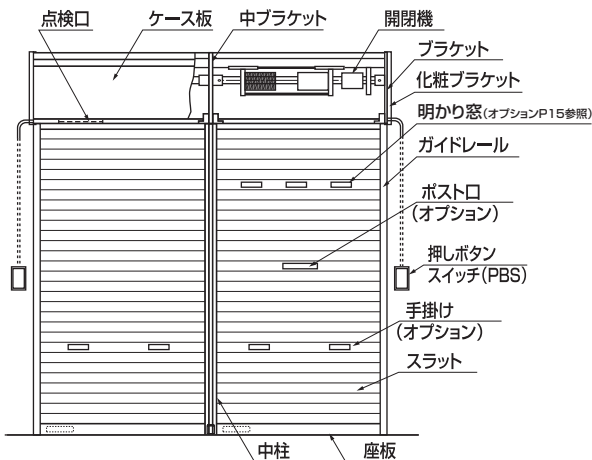 点検口
ケース板
中ブラケット
開閉機
ブラケット
化粧ブラケット
明かり窓(オプションP15参照)
ガイドレール
ポスト口
(オプション)
押しボタン
スイッチ(PBS)
手掛け
(オプション)
スラット
中柱
座板